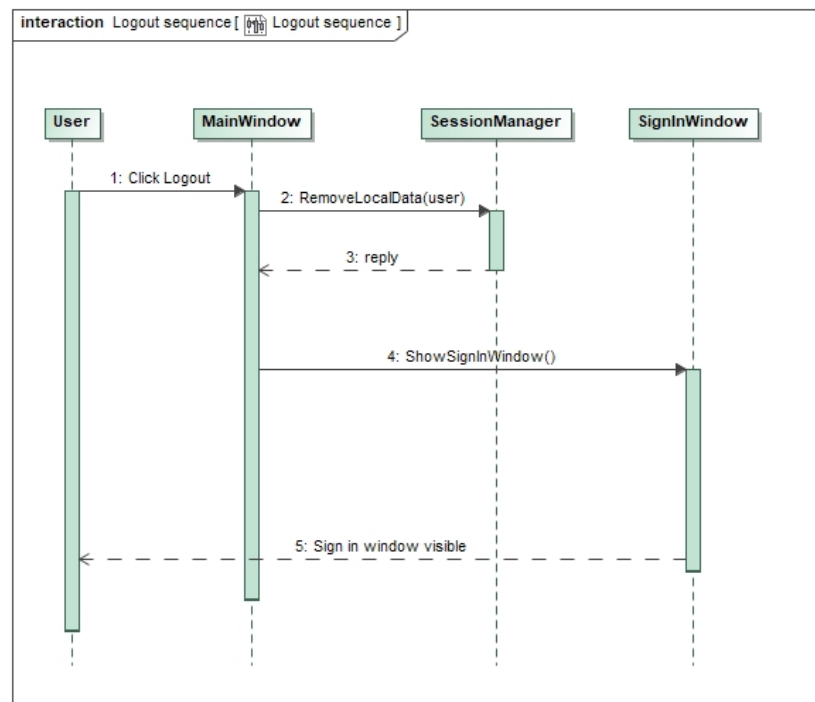 interaction Logout sequence [ Logout sequence ]
User
MainWindow
SessionManager
SignInWindow
1: Click Logout
2: RemoveLocalData(user)
3: reply
4: ShowSignInWindow()
5: Sign in window visible